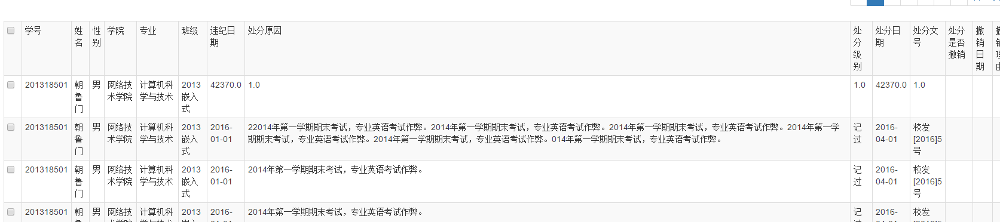 学号 姓名 性别 学院 专业 班级 违纪日期 处分原因 处分级别 处分日期 处分文号 处分是否撤销 撤销日期
201318501 朝鲁门 男 网络技术学院 计算机科学与技术 2013嵌入式 42370.0 1.0 1.0 42370.0 1.0
201318501 朝鲁门 男 网络技术学院 计算机科学与技术 2013嵌入式 2016-01-01 22014年第一学期期末考试，专业英语考试作弊。2014年第一学期期末考试，专业英语考试作弊。2014年第一学期期末考试，专业英语考试作弊。2014年第一学期期末考试，专业英语考试作弊。2014年第一学期期末考试，专业英语考试作弊。014年第一学期期末考试，专业英语考试作弊。 记过 2016-04-01 校发[2016]5号
201318501 朝鲁门 男 网络技术学院 计算机科学与技术 2013嵌入式 2016-01-01 2014年第一学期期末考试，专业英语考试作弊。 记过 2016-04-01 校发[2016]5号
201318501 朝鲁 男 网络技 计算机科 2013 2016- 2014年第一学期期末考试，专业英语考试作弊。 记 2016- 校发